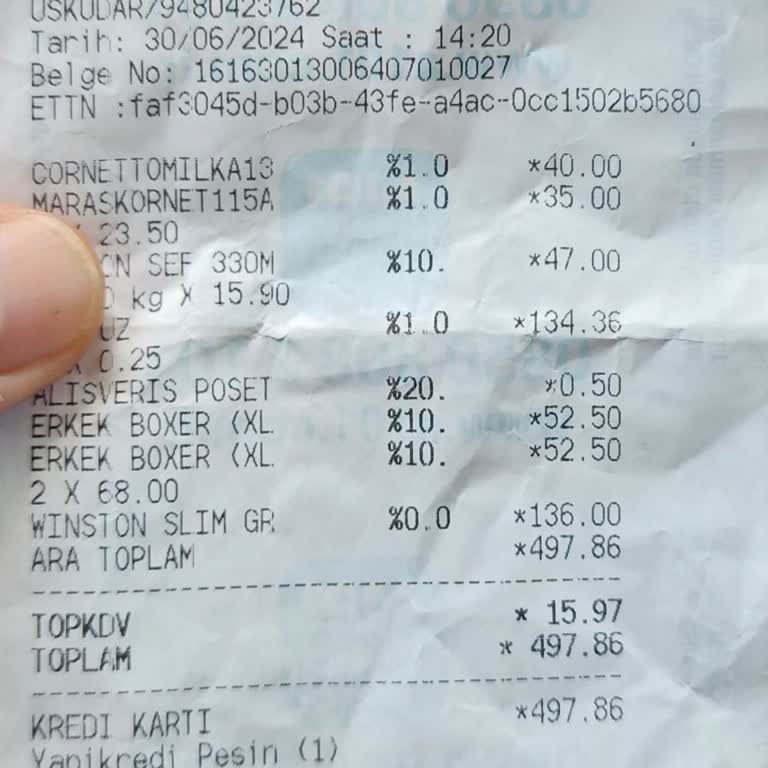 USKUDAR/9480423762
Tarih: 30/06/2024 Saat : 14:20
Belge No: 16163013006407010027
ETTN :faf3045d-b03b-43fe-a4ac-0cc1502b5680
CORNETTOMILKA13 %1.0 *40.00
MARASKORNET115A %1.0 *35.00
23.50
SEF 330M %10. *47.00
kg X 15.90
%1.0 *134.36
0.25
ALISVERIS POSET %20. *0.50
ERKEK BOXER (XL. %10. *52.50
ERKEK BOXER (XL. %10. *52.50
2 X 68.00
WINSTON SLIM GR %0.0 *136.00
ARA TOPLAM *497.86
TOPKDV * 15.97
TOPLAM * 497.86
KREDI KARTI *497.86
Yapikredi Pesin (1)